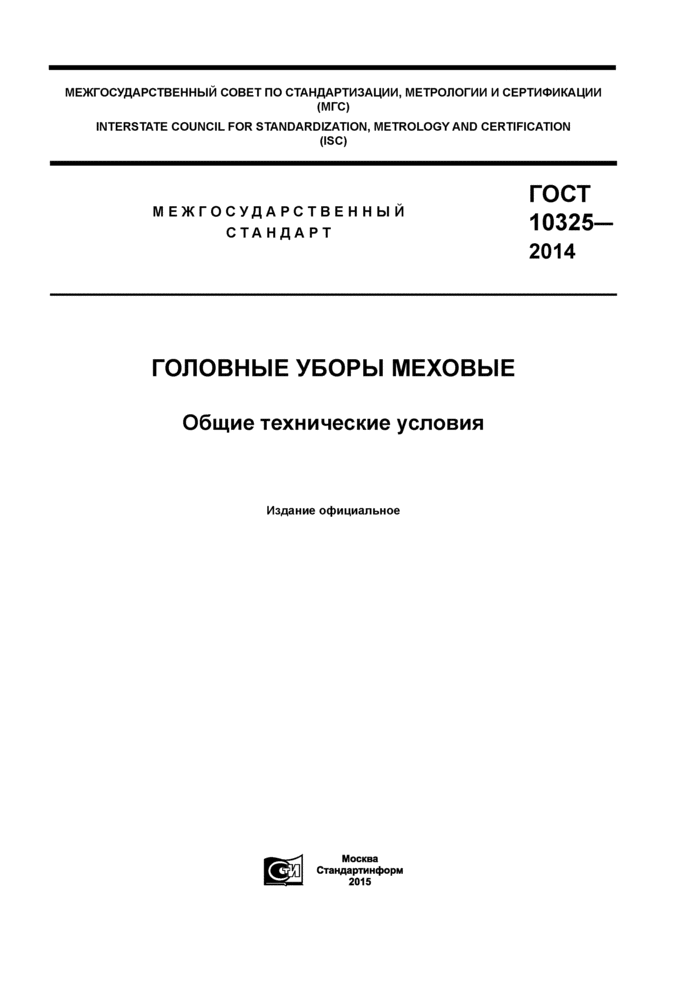 МЕЖГОСУДАРСТВЕННЫЙ СОВЕТ ПО СТАНДАРТИЗАЦИИ, МЕТРОЛОГИИ И СЕРТИФИКАЦИИ
(МГС)
INTERSTATE COUNCIL FOR STANDARDIZATION, METROLOGY AND CERTIFICATION
(ISC)
МЕЖГОСУДАРСТВЕННЫЙ
СТАНДАРТ
ГОСТ
10325—
2014
ГОЛОВНЫЕ УБОРЫ МЕХОВЫЕ
Общие технические условия
Издание официальное
Москва
Стандартинформ
2015